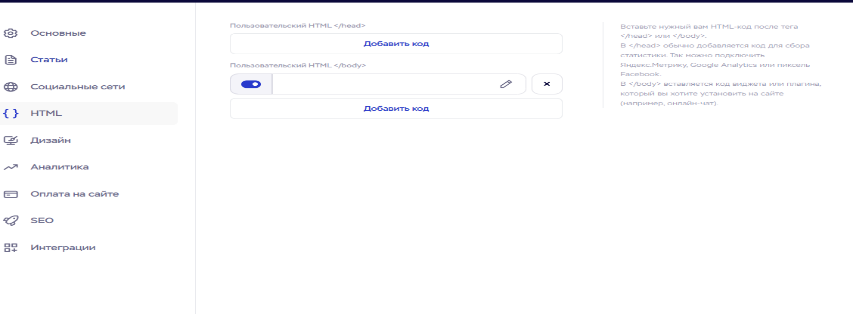 Основные
Статьи
Социальные сети
HTML
Дизайн
Аналитика
Оплата на сайте
SEO
Интеграции
Пользовательский HTML </head>
Добавить код
Пользовательский HTML </body>
Добавить код
Вставьте нужный вам HTML-код после тега
</head> или </body>.
В </head> обычно добавляется код для сбора
статистики. Так можно подключить
Яндекс.Метрику, Google Analytics или пиксель
Facebook.
В </body> вставляется код виджета или плагина,
который вы хотите установить на сайте
(например, онлайн-чат).